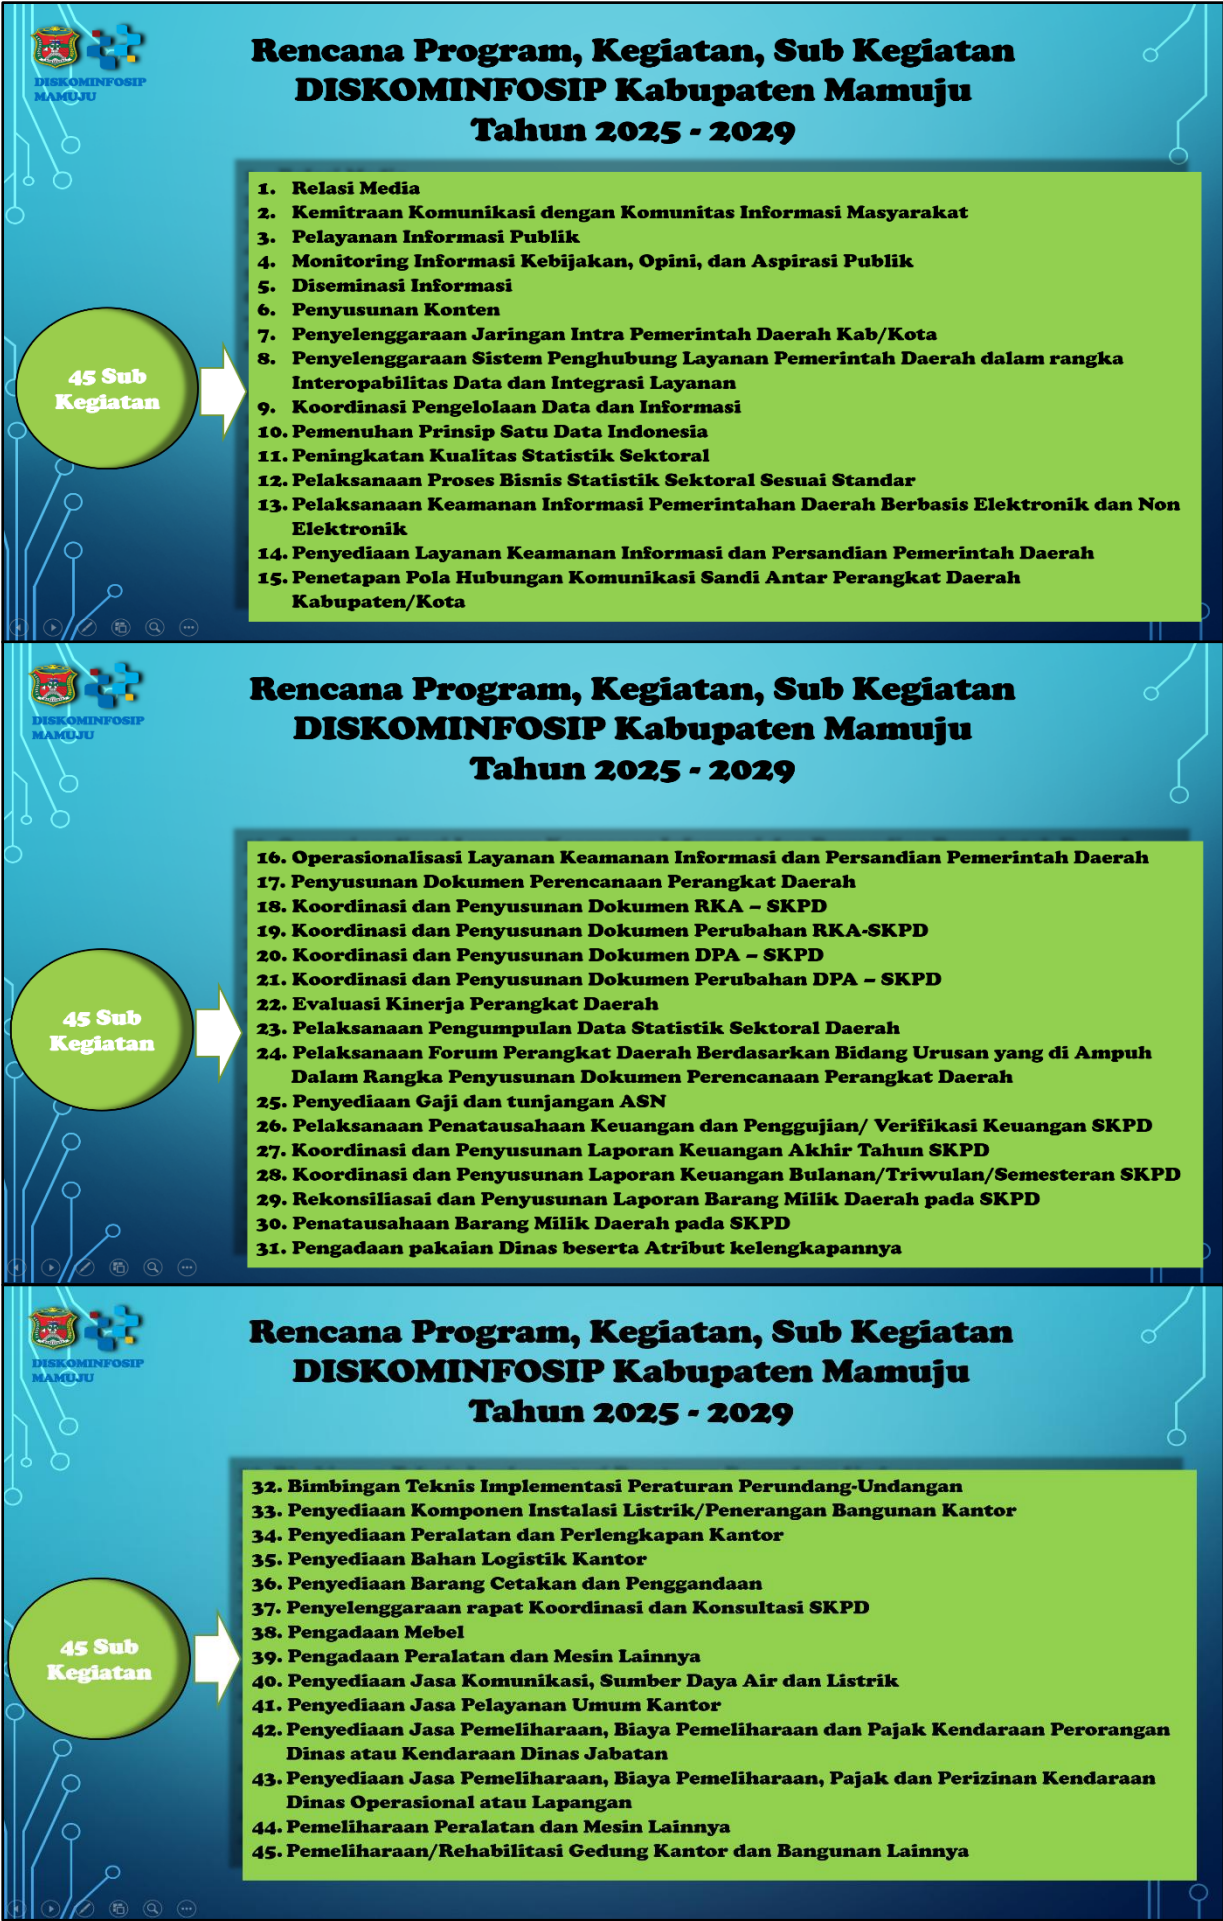 DISKOMINFOSIP
MAMUJU
Rencana Program, Kegiatan, Sub Kegiatan
DISKOMINFOSIP Kabupaten Mamuju
Tahun 2025 - 2029
45 Sub
Kegiatan
1. Relasi Media
2. Kemitraan Komunikasi dengan Komunitas Informasi Masyarakat
3. Pelayanan Informasi Publik
4. Monitoring Informasi Kebijakan, Opini, dan Aspirasi Publik
5. Diseminasi Informasi
6. Penyusunan Konten
7. Penyelenggaraan Jaringan Intra Pemerintah Daerah Kab/Kota
8. Penyelenggaraan Sistem Penghubung Layanan Pemerintah Daerah dalam rangka
Interopabilitas Data dan Integrasi Layanan
9. Koordinasi Pengelolaan Data dan Informasi
10. Pemenuhan Prinsip Satu Data Indonesia
11. Peningkatan Kualitas Statistik Sektoral
12. Pelaksanaan Proses Bisnis Statistik Sektoral Sesuai Standar
13. Pelaksanaan Keamanan Informasi Pemerintahan Daerah Berbasis Elektronik dan Non
Elektronik
14. Penyediaan Layanan Keamanan Informasi dan Persandian Pemerintah Daerah
15. Penetapan Pola Hubungan Komunikasi Sandi Antar Perangkat Daerah
Kabupaten/Kota
DISKOMINFOSIP
MAMUJU
Rencana Program, Kegiatan, Sub Kegiatan
DISKOMINFOSIP Kabupaten Mamuju
Tahun 2025 - 2029
45 Sub
Kegiatan
16. Operasionalisasi Layanan Keamanan Informasi dan Persandian Pemerintah Daerah
17. Penyusunan Dokumen Perencanaan Perangkat Daerah
18. Koordinasi dan Penyusunan Dokumen RKA – SKPD
19. Koordinasi dan Penyusunan Dokumen Perubahan RKA-SKPD
20. Koordinasi dan Penyusunan Dokumen DPA – SKPD
21. Koordinasi dan Penyusunan Dokumen Perubahan DPA – SKPD
22. Evaluasi Kinerja Perangkat Daerah
23. Pelaksanaan Pengumpulan Data Statistik Sektoral Daerah
24. Pelaksanaan Forum Perangkat Daerah Berdasarkan Bidang Urusan yang di Ampuh
Dalam Rangka Penyusunan Dokumen Perencanaan Perangkat Daerah
25. Penyediaan Gaji dan tunjangan ASN
26. Pelaksanaan Penatausahaan Keuangan dan Penggujian/ Verifikasi Keuangan SKPD
27. Koordinasi dan Penyusunan Laporan Keuangan Akhir Tahun SKPD
28. Koordinasi dan Penyusunan Laporan Keuangan Bulanan/Triwulan/Semesteran SKPD
29. Rekonsiliasai dan Penyusunan Laporan Barang Milik Daerah pada SKPD
30. Penatausahaan Barang Milik Daerah pada SKPD
31. Pengadaan pakaian Dinas beserta Atribut kelengkapannya
DISKOMINFOSIP
MAMUJU
Rencana Program, Kegiatan, Sub Kegiatan
DISKOMINFOSIP Kabupaten Mamuju
Tahun 2025 - 2029
45 Sub
Kegiatan
32. Bimbingan Teknis Implementasi Peraturan Perundang-Undangan
33. Penyediaan Komponen Instalasi Listrik/Penerangan Bangunan Kantor
34. Penyediaan Peralatan dan Perlengkapan Kantor
35. Penyediaan Bahan Logistik Kantor
36. Penyediaan Barang Cetakan dan Penggandaan
37. Penyelenggaraan rapat Koordinasi dan Konsultasi SKPD
38. Pengadaan Mebel
39. Pengadaan Peralatan dan Mesin Lainnya
40. Penyediaan Jasa Komunikasi, Sumber Daya Air dan Listrik
41. Penyediaan Jasa Pelayanan Umum Kantor
42. Penyediaan Jasa Pemeliharaan, Biaya Pemeliharaan dan Pajak Kendaraan Perorangan
Dinas atau Kendaraan Dinas Jabatan
43. Penyediaan Jasa Pemeliharaan, Biaya Pemeliharaan, Pajak dan Perizinan Kendaraan
Dinas Operasional atau Lapangan
44. Pemeliharaan Peralatan dan Mesin Lainnya
45. Pemeliharaan/Rehabilitasi Gedung Kantor dan Bangunan Lainnya